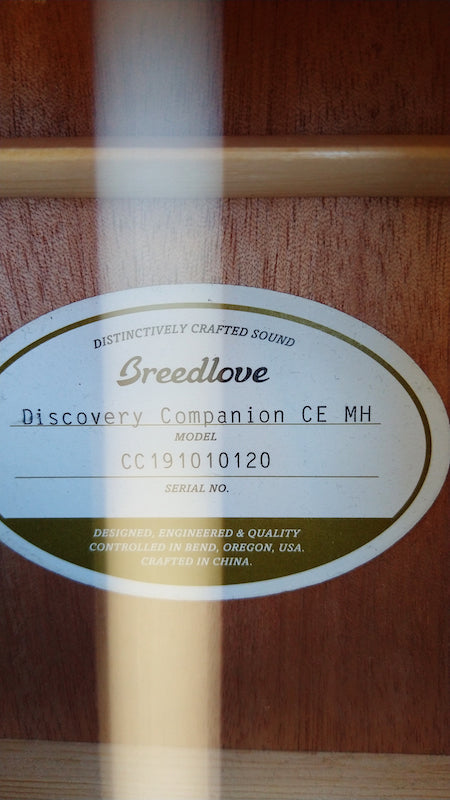 DISTINCTIVELY CRAFTED SOUND
Breedlove
Discovery Companion CE MH
MODEL
CC191010120
SERIAL NO.
DESIGNED, ENGINEERED & QUALITY
CONTROLLED IN BEND, OREGON, USA.
CRAFTED IN CHINA.